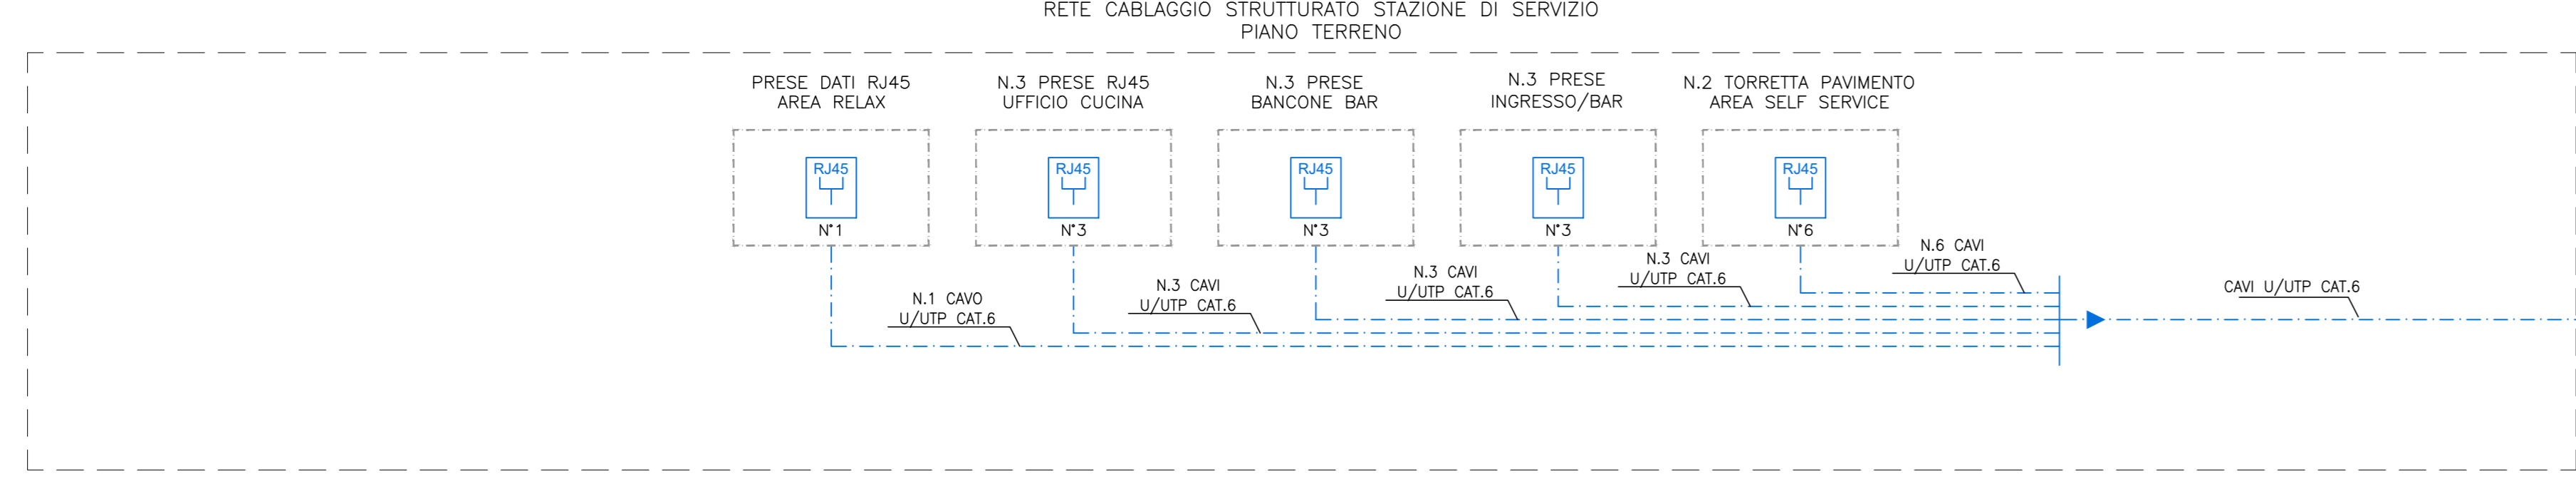 RETE CABLAGGIO STRUTTURATO STAZIONE DI SERVIZIO
PIANO TERRENO
PRESE DATI RJ45
AREA RELAX
N.3 PRESE RJ45
UFFICIO CUCINA
N.3 PRESE
BANCONE BAR
N.3 PRESE
INGRESSO/BAR
N.2 TORRETTA PAVIMENTO
AREA SELF SERVICE
RJ45
N°1
RJ45
N°3
RJ45
N°3
RJ45
N°3
RJ45
N°6
N.1 CAVO
U/UTP CAT.6
N.3 CAVI
U/UTP CAT.6
N.3 CAVI
U/UTP CAT.6
N.3 CAVI
U/UTP CAT.6
N.6 CAVI
U/UTP CAT.6
CAVI U/UTP CAT.6